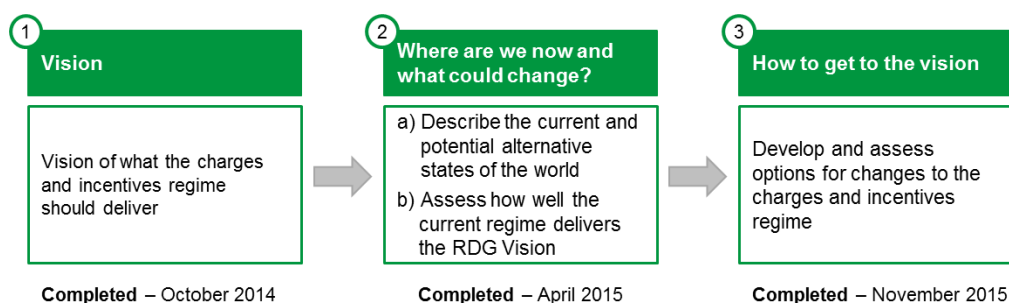 1
Vision
Vision of what the charges
and incentives regime
should deliver
Completed – October 2014
2
Where are we now and
what could change?
a) Describe the current and
potential alternative
states of the world
b) Assess how well the
current regime delivers
the RDG Vision
Completed – April 2015
3
How to get to the vision
Develop and assess
options for changes to the
charges and incentives
regime
Completed – November 2015